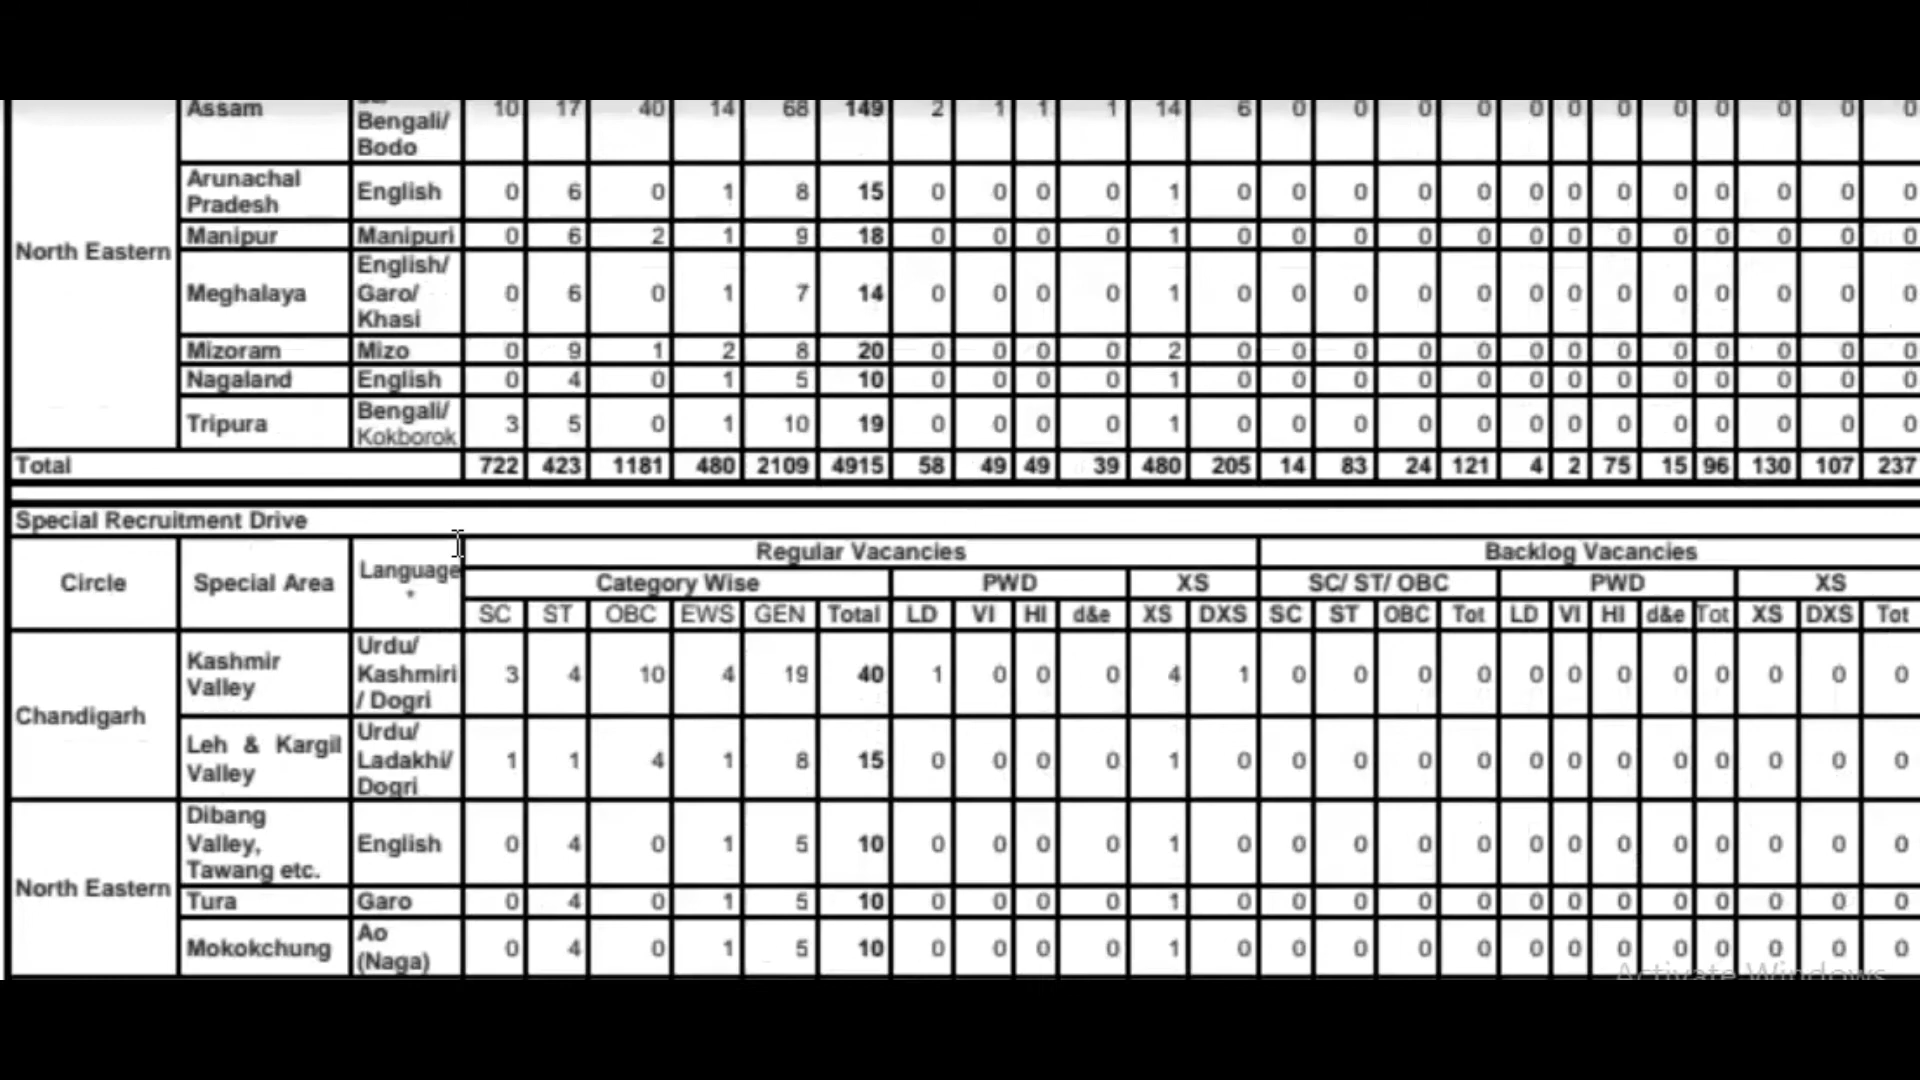 Assam 10 17 40 14 68 149 2 1 1 1 14 6 0 0 0 0 0 0 0 0 0 0 0 0
Bengali/
Bodo
North Eastern
Arunachal
Pradesh
English 0 6 0 1 8 15 0 0 0 0 1 0 0 0 0 0 0 0 0 0 0 0 0 0
Manipur Manipuri 0 6 2 1 9 18 0 0 0 0 1 0 0 0 0 0 0 0 0 0 0 0 0 0
Meghalaya
English/
Garo/
Khasi
0 6 0 1 7 14 0 0 0 0 1 0 0 0 0 0 0 0 0 0 0 0 0 0
Mizoram Mizo 0 9 1 2 8 20 0 0 0 0 2 0 0 0 0 0 0 0 0 0 0 0 0 0
Nagaland English 0 4 0 1 5 10 0 0 0 0 1 0 0 0 0 0 0 0 0 0 0 0 0 0
Tripura
Bengali/
Kokborok
3 5 0 1 10 19 0 0 0 0 1 0 0 0 0 0 0 0 0 0 0 0 0 0
Total 722 423 1181 480 2109 4915 58 49 49 39 480 205 14 83 24 121 4 2 75 15 96 130 107 237
Special Recruitment Drive
Circle Special Area Language
*
Regular Vacancies Backlog Vacancies
Category Wise PWD XS SC/ ST/ OBC PWD XS
SC ST OBC EWS GEN Total LD VI HI d&e XS DXS SC ST OBC Tot LD VI HI d&e Tot XS DXS Tot
Chandigarh
Kashmir
Valley
Urdu/
Kashmiri
/ Dogri
3 4 10 4 19 40 1 0 0 0 4 1 0 0 0 0 0 0 0 0 0 0 0 0
Leh & Kargil
Valley
Urdu/
Ladakhi/
Dogri
1 1 4 1 8 15 0 0 0 0 1 0 0 0 0 0 0 0 0 0 0 0 0 0
North Eastern
Dibang
Valley,
Tawang etc.
English 0 4 0 1 5 10 0 0 0 0 1 0 0 0 0 0 0 0 0 0 0 0 0 0
Tura Garo 0 4 0 1 5 10 0 0 0 0 1 0 0 0 0 0 0 0 0 0 0 0 0 0
Mokokchung
Ao
(Naga)
0 4 0 1 5 10 0 0 0 0 1 0 0 0 0 0 0 0 0 0 0 0 0 0
Activate Windows